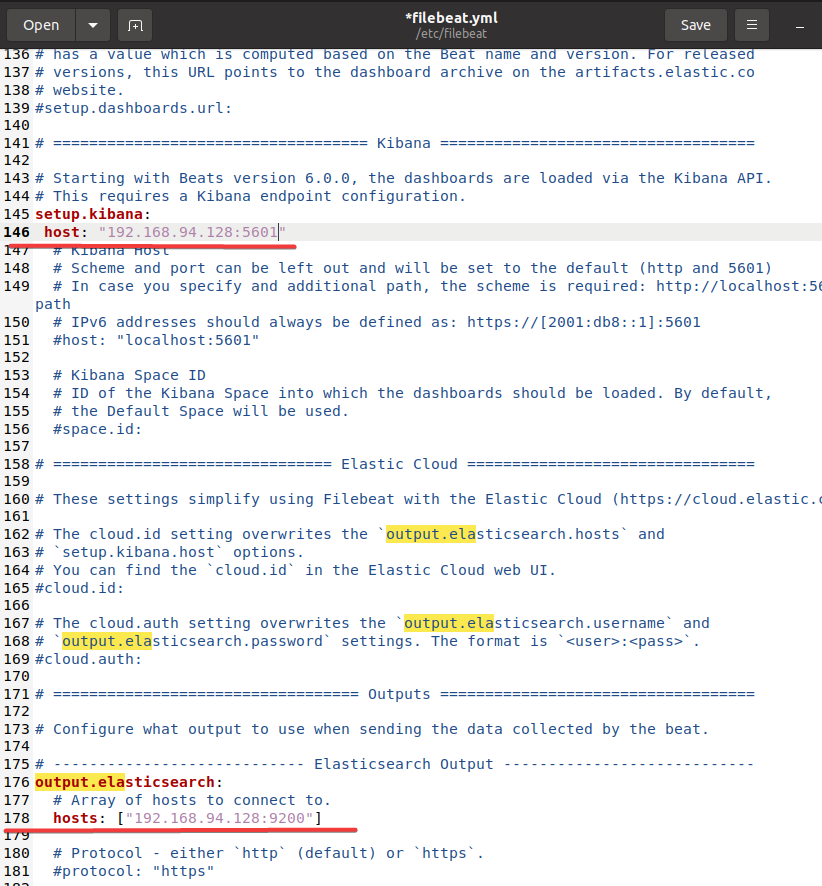 Open
*filebeat.yml
/etc/filebeat
Save
136 # has a value which is computed based on the Beat name and version. For released
137 # versions, this URL points to the dashboard archive on the artifacts.elastic.co
138 # website.
139 #setup.dashboards.url:
140
141 # =================================== Kibana ===================================
142
143 # Starting with Beats version 6.0.0, the dashboards are loaded via the Kibana API.
144 # This requires a Kibana endpoint configuration.
145 setup.kibana:
146  host: "192.168.94.128:5601"
147   # Kibana Host
148   # Scheme and port can be left out and will be set to the default (http and 5601)
149   # In case you specify and additional path, the scheme is required: http://localhost:56
path
150   # IPv6 addresses should always be defined as: https://[2001:db8::1]:5601
151   #host: "localhost:5601"
152
153   # Kibana Space ID
154   # ID of the Kibana Space into which the dashboards should be loaded. By default,
155   # the Default Space will be used.
156   #space.id:
157
158 # =============================== Elastic Cloud ================================
159
160 # These settings simplify using Filebeat with the Elastic Cloud (https://cloud.elastic.c
161
162 # The cloud.id setting overwrites the `output.elasticsearch.hosts` and
163 # `setup.kibana.host` options.
164 # You can find the `cloud.id` in the Elastic Cloud web UI.
165 #cloud.id:
166
167 # The cloud.auth setting overwrites the `output.elasticsearch.username` and
168 # `output.elasticsearch.password` settings. The format is `<user>:<pass>`.
169 #cloud.auth:
170
171 # ================================== Outputs ===================================
172
173 # Configure what output to use when sending the data collected by the beat.
174
175 # ---------------------------- Elasticsearch Output ----------------------------
176 output.elasticsearch:
177   # Array of hosts to connect to.
178   hosts: ["192.168.94.128:9200"]
179
180   # Protocol - either `http` (default) or `https`.
181   #protocol: "https"